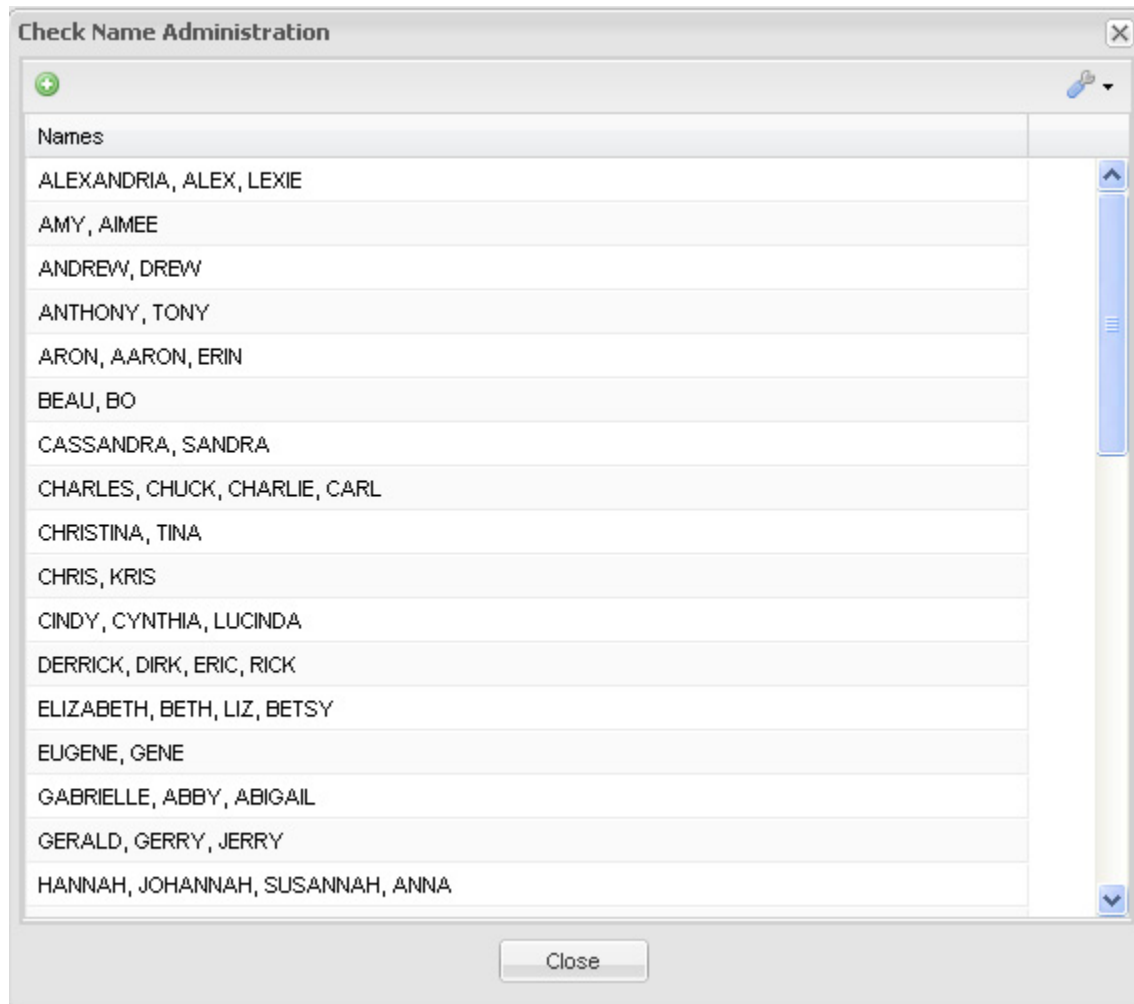 Check Name Administration
Names
ALEXANDRIA, ALEX, LEXIE
AMY, AIMEE
ANDREW, DREW
ANTHONY, TONY
ARON, AARON, ERIN
BEAU, BO
CASSANDRA, SANDRA
CHARLES, CHUCK, CHARLIE, CARL
CHRISTINA, TINA
CHRIS, KRIS
CINDY, CYNTHIA, LUCINDA
DERRICK, DIRK, ERIC, RICK
ELIZABETH, BETH, LIZ, BETSY
EUGENE, GENE
GABRIELLE, ABBY, ABIGAIL
GERALD, GERRY, JERRY
HANNAH, JOHANNAH, SUSANNAH, ANNA
Close